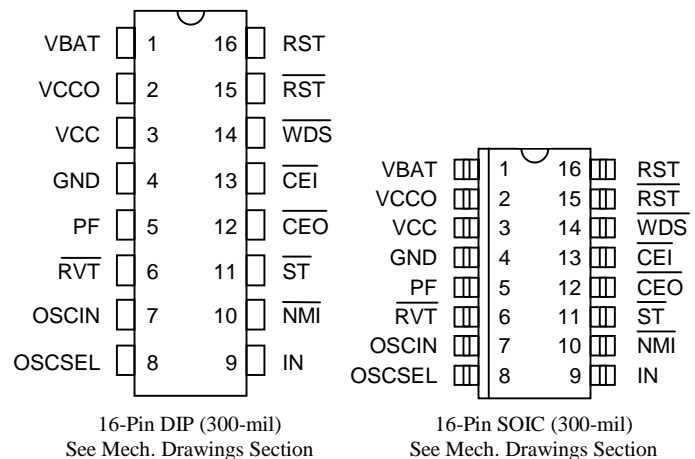 VBAT 1 16 RST
VCCO 2 15 RST
VCC 3 14 WDS
GND 4 13 CEI
PF 5 12 CEO
RVT 6 11 ST
OSCIN 7 10 NMI
OSCSEL 8 9 IN
16-Pin DIP (300-mil)
See Mech. Drawings Section
VBAT 1 16 RST
VCCO 2 15 RST
VCC 3 14 WDS
GND 4 13 CEI
PF 5 12 CEO
RVT 6 11 ST
OSCIN 7 10 NMI
OSCSEL 8 9 IN
16-Pin SOIC (300-mil)
See Mech. Drawings Section